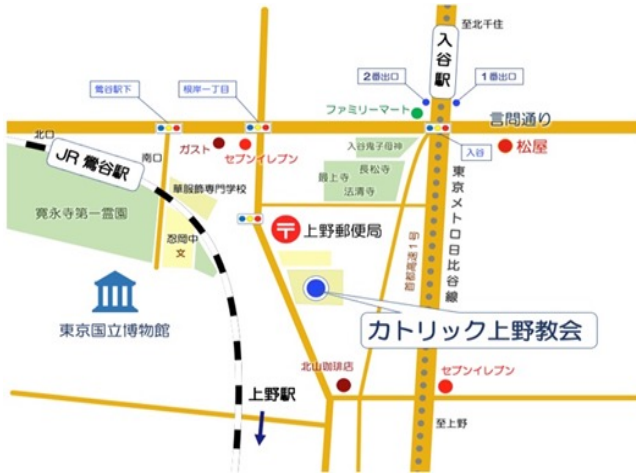 至北千住
入谷駅
2番出口
1番出口
鶯谷駅下
根岸一丁目
ファミリーマート
言問通り
北口
JR 鶯谷駅
南口
ガスト
セブンイレブン
入谷鬼子母神
入谷
松屋
長松寺
最上寺
法清寺
華服飾専門学校
寛永寺第一霊園
忍岡中
文
上野郵便局
首都高速1号
東京メトロ日比谷線
東京国立博物館
カトリック上野教会
北山珈琲店
セブンイレブン
上野駅
至上野